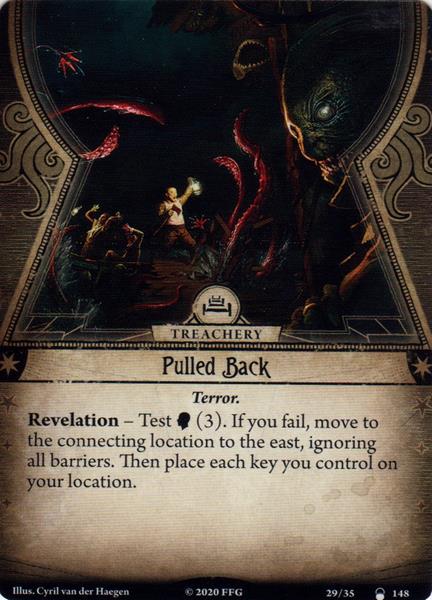 TREACHERY
Pulled Back
Terror.
Revelation – Test (3). If you fail, move to
the connecting location to the east, ignoring
all barriers. Then place each key you control on
your location.
Illus. Cyril van der Haegen
© 2020 FFG
29/35
148